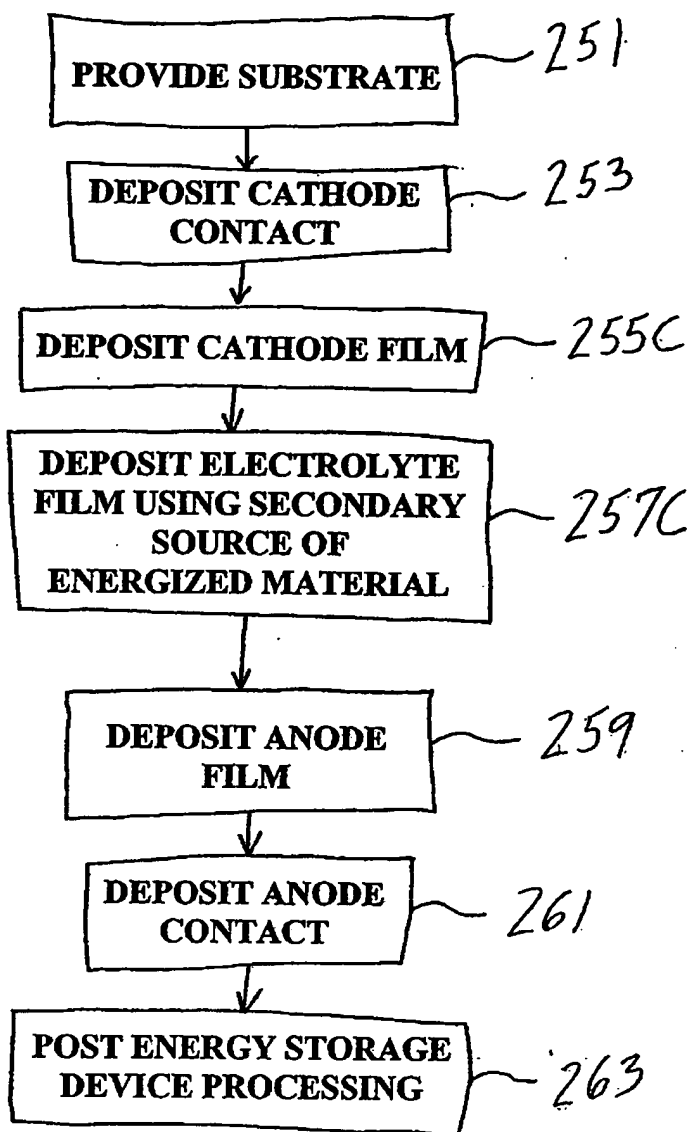 PROVIDE SUBSTRATE
251
DEPOSIT CATHODE
CONTACT
253
DEPOSIT CATHODE FILM
255C
DEPOSIT ELECTROLYTE
FILM USING SECONDARY
SOURCE OF
ENERGIZED MATERIAL
257C
DEPOSIT ANODE
FILM
259
DEPOSIT ANODE
CONTACT
261
POST ENERGY STORAGE
DEVICE PROCESSING
263